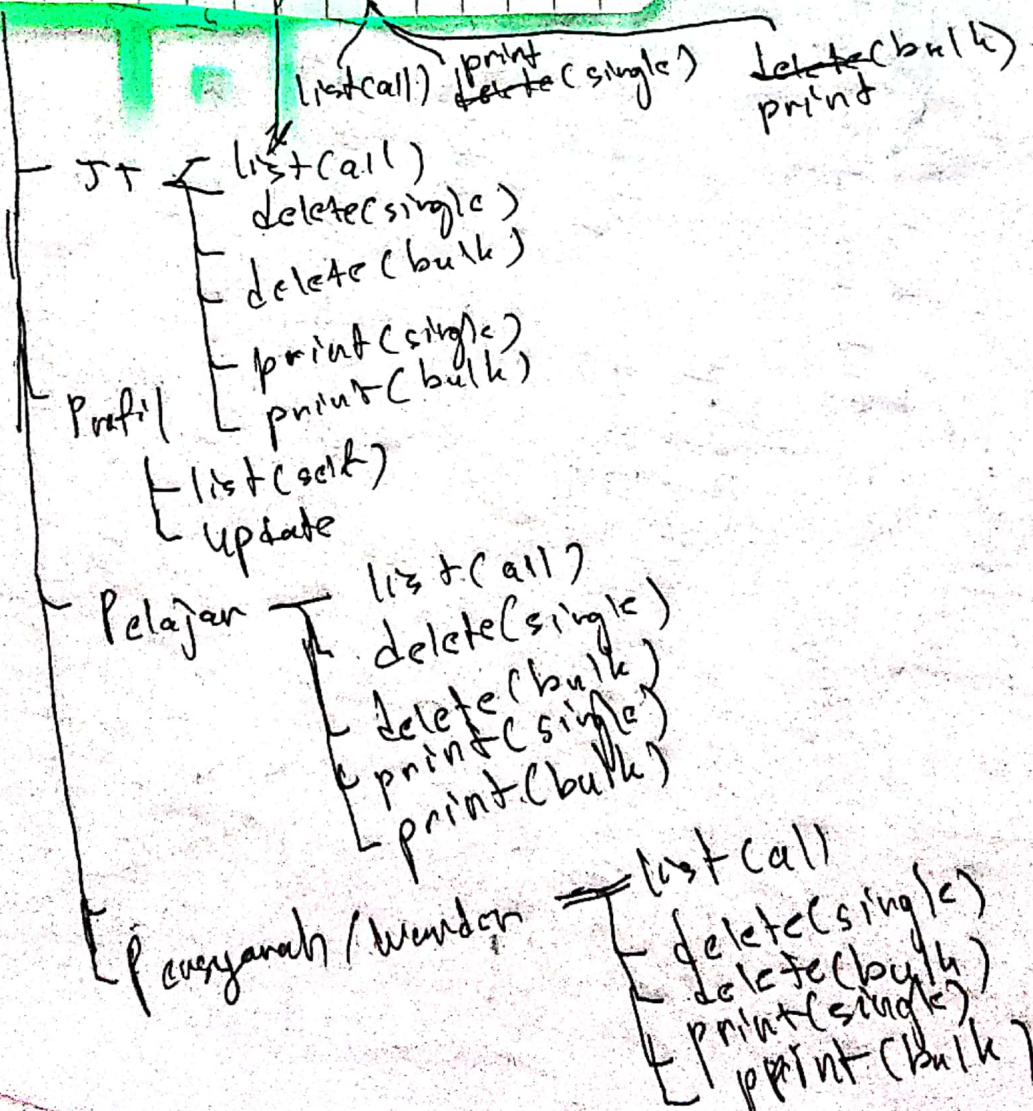 list(all) print delete(single) delete(bulk)
print
JT list(all)
delete(single)
delete(bulk)
print(single)
print(bulk)
Profil
list(self)
update
Pelajar list(all)
delete(single)
delete(bulk)
print(single)
print(bulk)
Pensyarah / list(all)
delete(single)
delete(bulk)
print(single)
print(bulk)